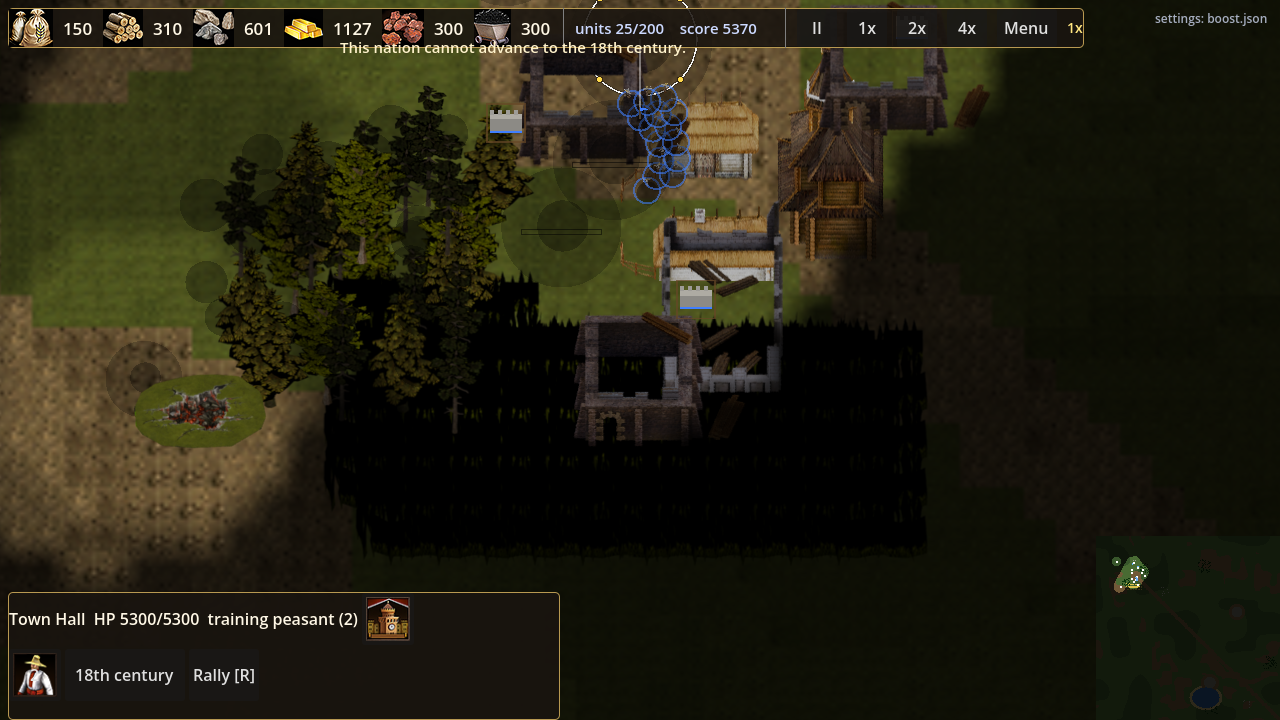 150 310 601 1127 300 300 units 25/200 score 5370 II 1x 2x 4x Menu 1x
settings: boost.json
This nation cannot advance to the 18th century.
Town Hall HP 5300/5300 training peasant (2)
18th century Rally [R]